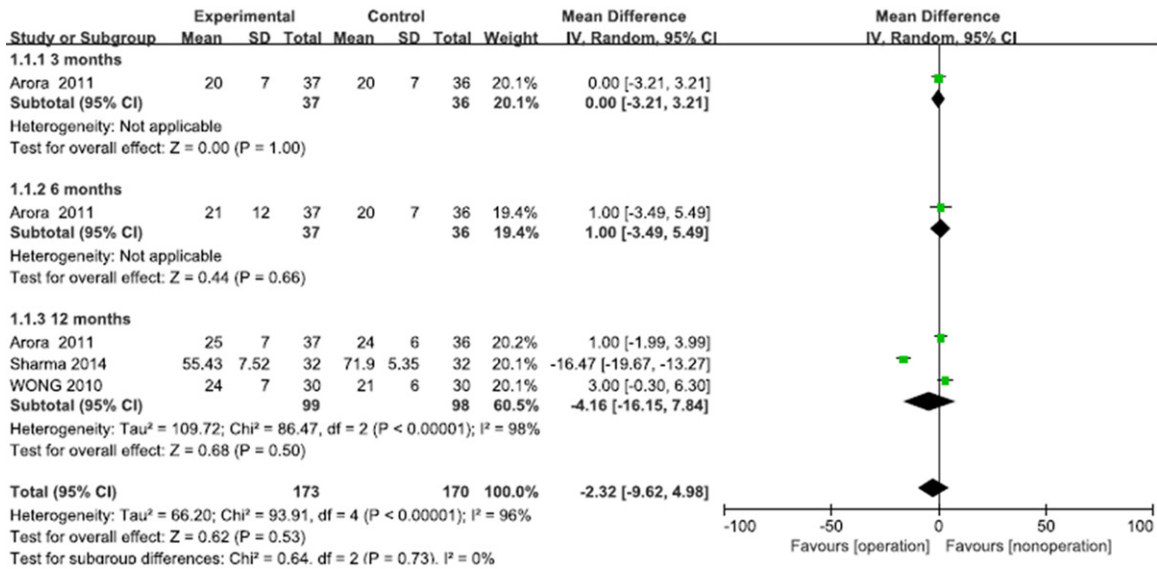 Experimental Control Mean Difference Mean Difference
Study or Subgroup Mean SD Total Mean SD Total Weight IV, Random, 95% CI IV, Random, 95% CI
1.1.1 3 months
Arora 2011 20 7 37 20 7 36 20.1% 0.00 [-3.21, 3.21]
Subtotal (95% CI) 37 36 20.1% 0.00 [-3.21, 3.21]
Heterogeneity: Not applicable
Test for overall effect: Z = 0.00 (P = 1.00)
1.1.2 6 months
Arora 2011 21 12 37 20 7 36 19.4% 1.00 [-3.49, 5.49]
Subtotal (95% CI) 37 36 19.4% 1.00 [-3.49, 5.49]
Heterogeneity: Not applicable
Test for overall effect: Z = 0.44 (P = 0.66)
1.1.3 12 months
Arora 2011 25 7 37 24 6 36 20.2% 1.00 [-1.99, 3.99]
Sharma 2014 55.43 7.52 32 71.9 5.35 32 20.1% -16.47 [-19.67, -13.27]
WONG 2010 24 7 30 21 6 30 20.1% 3.00 [-0.30, 6.30]
Subtotal (95% CI) 99 98 60.5% -4.16 [-16.15, 7.84]
Heterogeneity: Tau² = 109.72; Chi² = 86.47, df = 2 (P < 0.00001); I² = 98%
Test for overall effect: Z = 0.68 (P = 0.50)
Total (95% CI) 173 170 100.0% -2.32 [-9.62, 4.98]
Heterogeneity: Tau² = 66.20; Chi² = 93.91, df = 4 (P < 0.00001); I² = 96%
Test for overall effect: Z = 0.62 (P = 0.53)
Test for subgroup differences: Chi² = 0.64, df = 2 (P = 0.73), I² = 0%
-100 -50 0 50 100
Favours [operation] Favours [nonoperation]